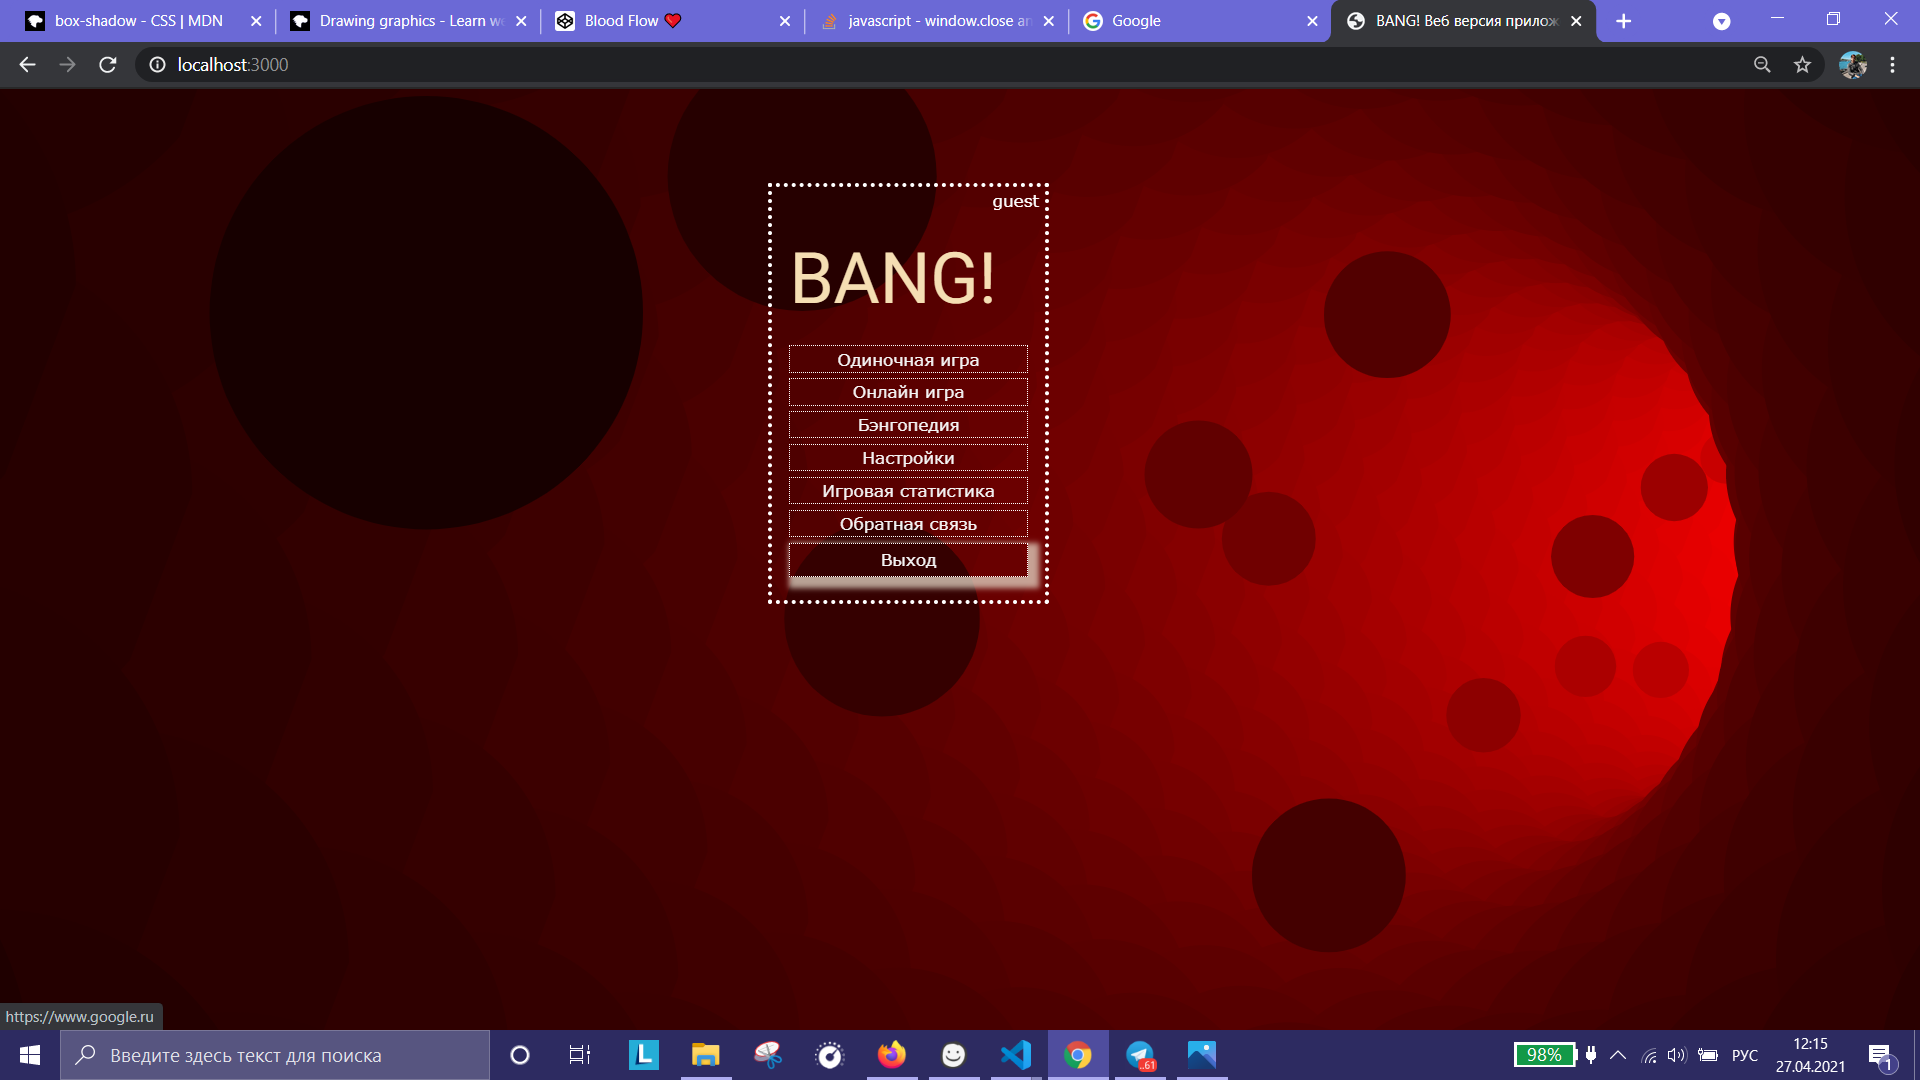 box-shadow - CSS | MDN
Drawing graphics - Learn w
Blood Flow
javascript - window.close an
Google
BANG! Веб версия прилож
localhost:3000
guest
BANG!
Одиночная игра
Онлайн игра
Бэнгопедия
Настройки
Игровая статистика
Обратная связь
Выход
https://www.google.ru
Введите здесь текст для поиска
L
..61
98%
РУС
12:15
27.04.2021
1